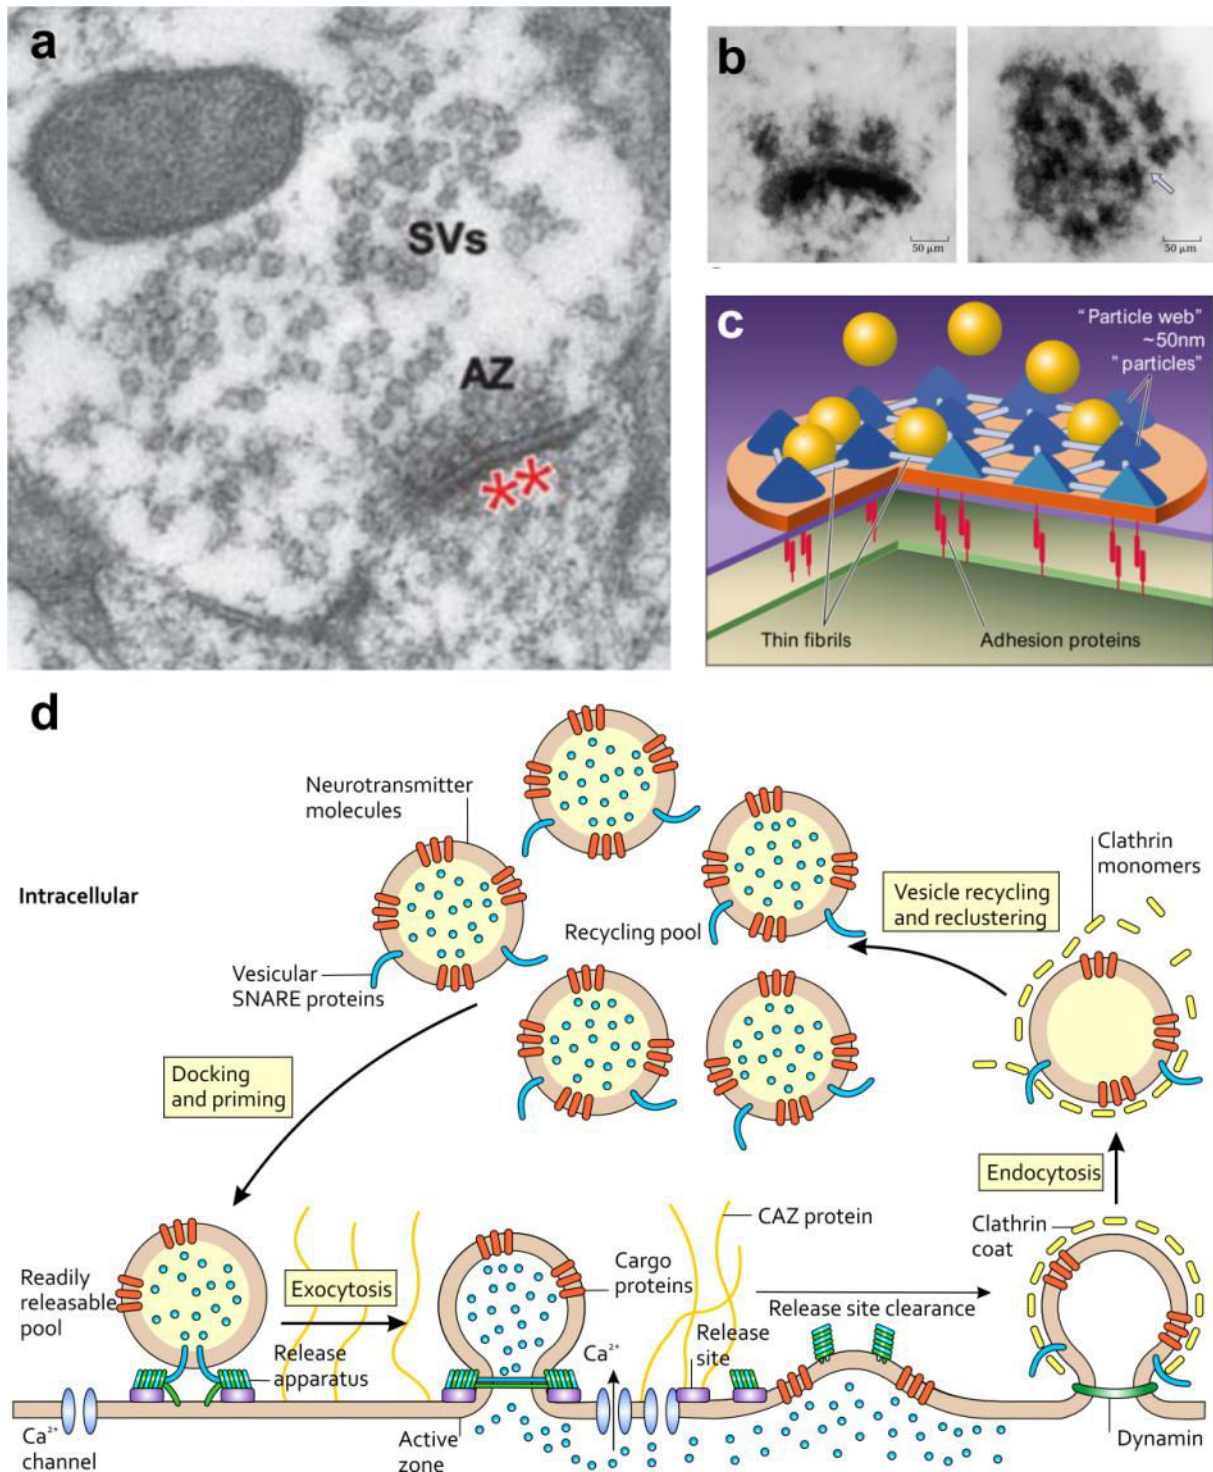 a
SVs
AZ
**
b
50 µm
50 µm
c
"Particle web"
~50nm
"particles"
Thin fibrils
Adhesion proteins
d
Neurotransmitter
molecules
Intracellular
Vesicular
SNARE proteins
Recycling pool
Vesicle recycling
and reclustering
Clathrin
monomers
Docking
and priming
Endocytosis
Readily
releasable
pool
Exocytosis
Release
apparatus
Cargo
proteins
CAZ protein
Release site clearance
Clathrin
coat
Ca²⁺
Release
site
Ca²⁺
channel
Active
zone
Dynamin